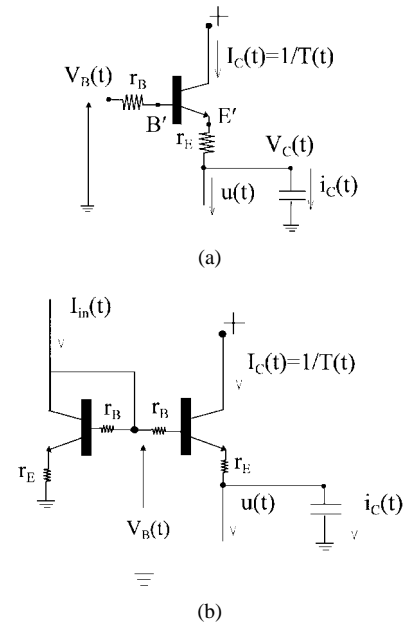 +
I_C(t)=1/T(t)
V_B(t) r_B
B′ E′
r_E V_C(t)
u(t) i_C(t)
(a)
I_in(t)
+
I_C(t)=1/T(t)
r_B r_B
r_E r_E
V_B(t) u(t) i_C(t)
(b)